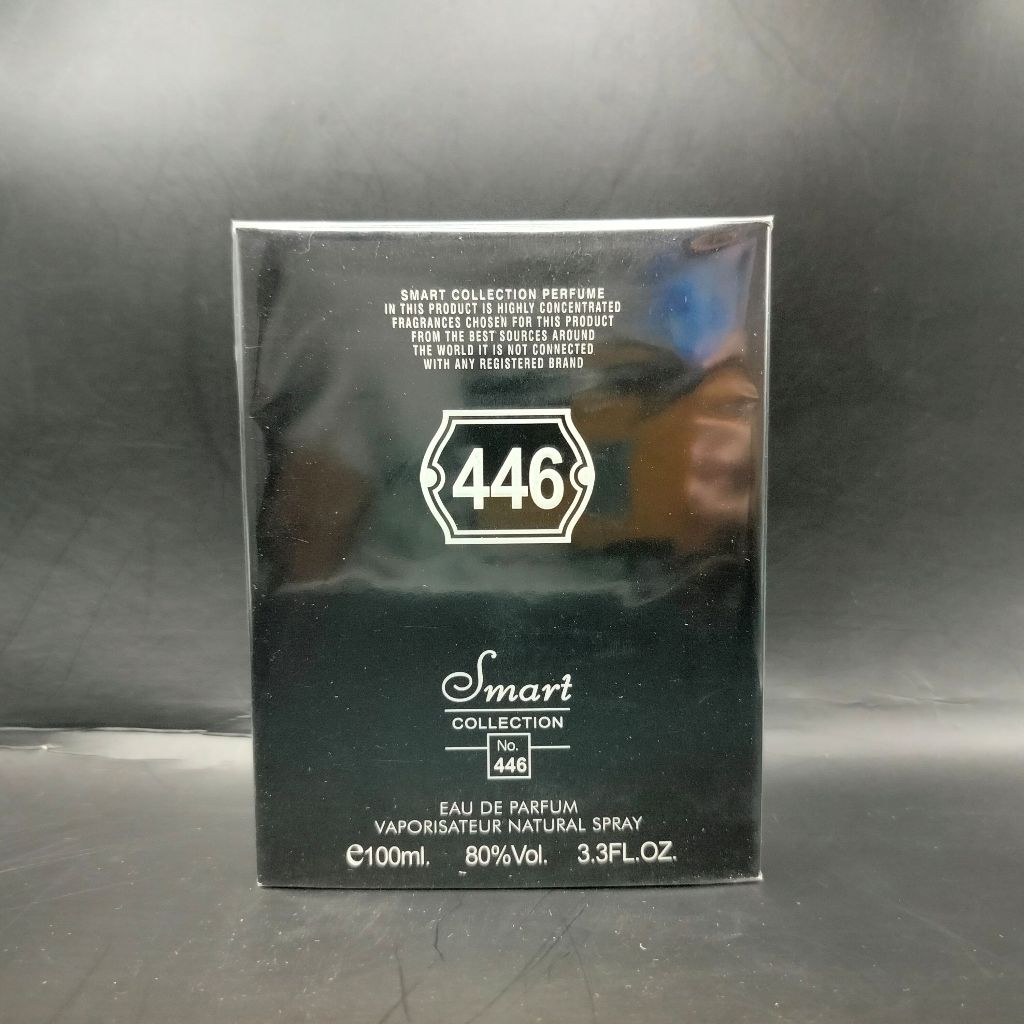 SMART COLLECTION PERFUME
IN THIS PRODUCT IS HIGHLY CONCENTRATED
FRAGRANCES CHOSEN FOR THIS PRODUCT
FROM THE BEST SOURCES AROUND
THE WORLD IT IS NOT CONNECTED
WITH ANY REGISTERED BRAND
446
Smart
COLLECTION
No.
446
EAU DE PARFUM
VAPORISATEUR NATURAL SPRAY
e100ml. 80%Vol. 3.3FL.OZ.